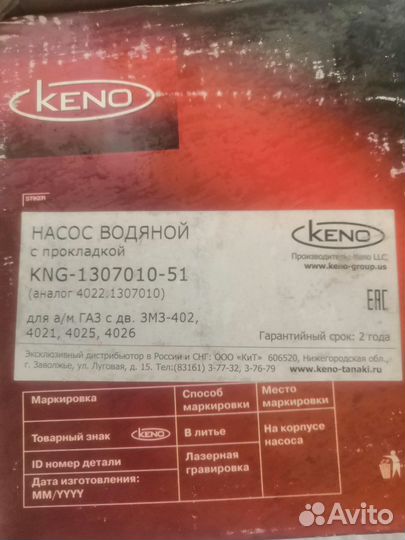 KENO
STIKER
НАСОС ВОДЯНОЙ
с прокладкой
KNG-1307010-51
(аналог 4022.1307010)
для а/м ГАЗ с дв. ЗМЗ-402,
4021, 4025, 4026
KENO
Производитель: Keno LLC,
www.keno-group.us
EAC
Гарантийный срок: 2 года
Эксклюзивный дистрибьютор в России и СНГ: ООО «КиТ» 606520, Нижегородская обл.,
г. Заволжье, ул. Луговая, д. 15. Тел:(83161) 3-77-32, 3-76-79
www.keno-tanaki.ru
Маркировка Способ маркировки Место маркировки
Товарный знак KENO В литье На корпусе насоса
ID номер детали Лазерная гравировка
Дата изготовления: MM/YYYY
Avito